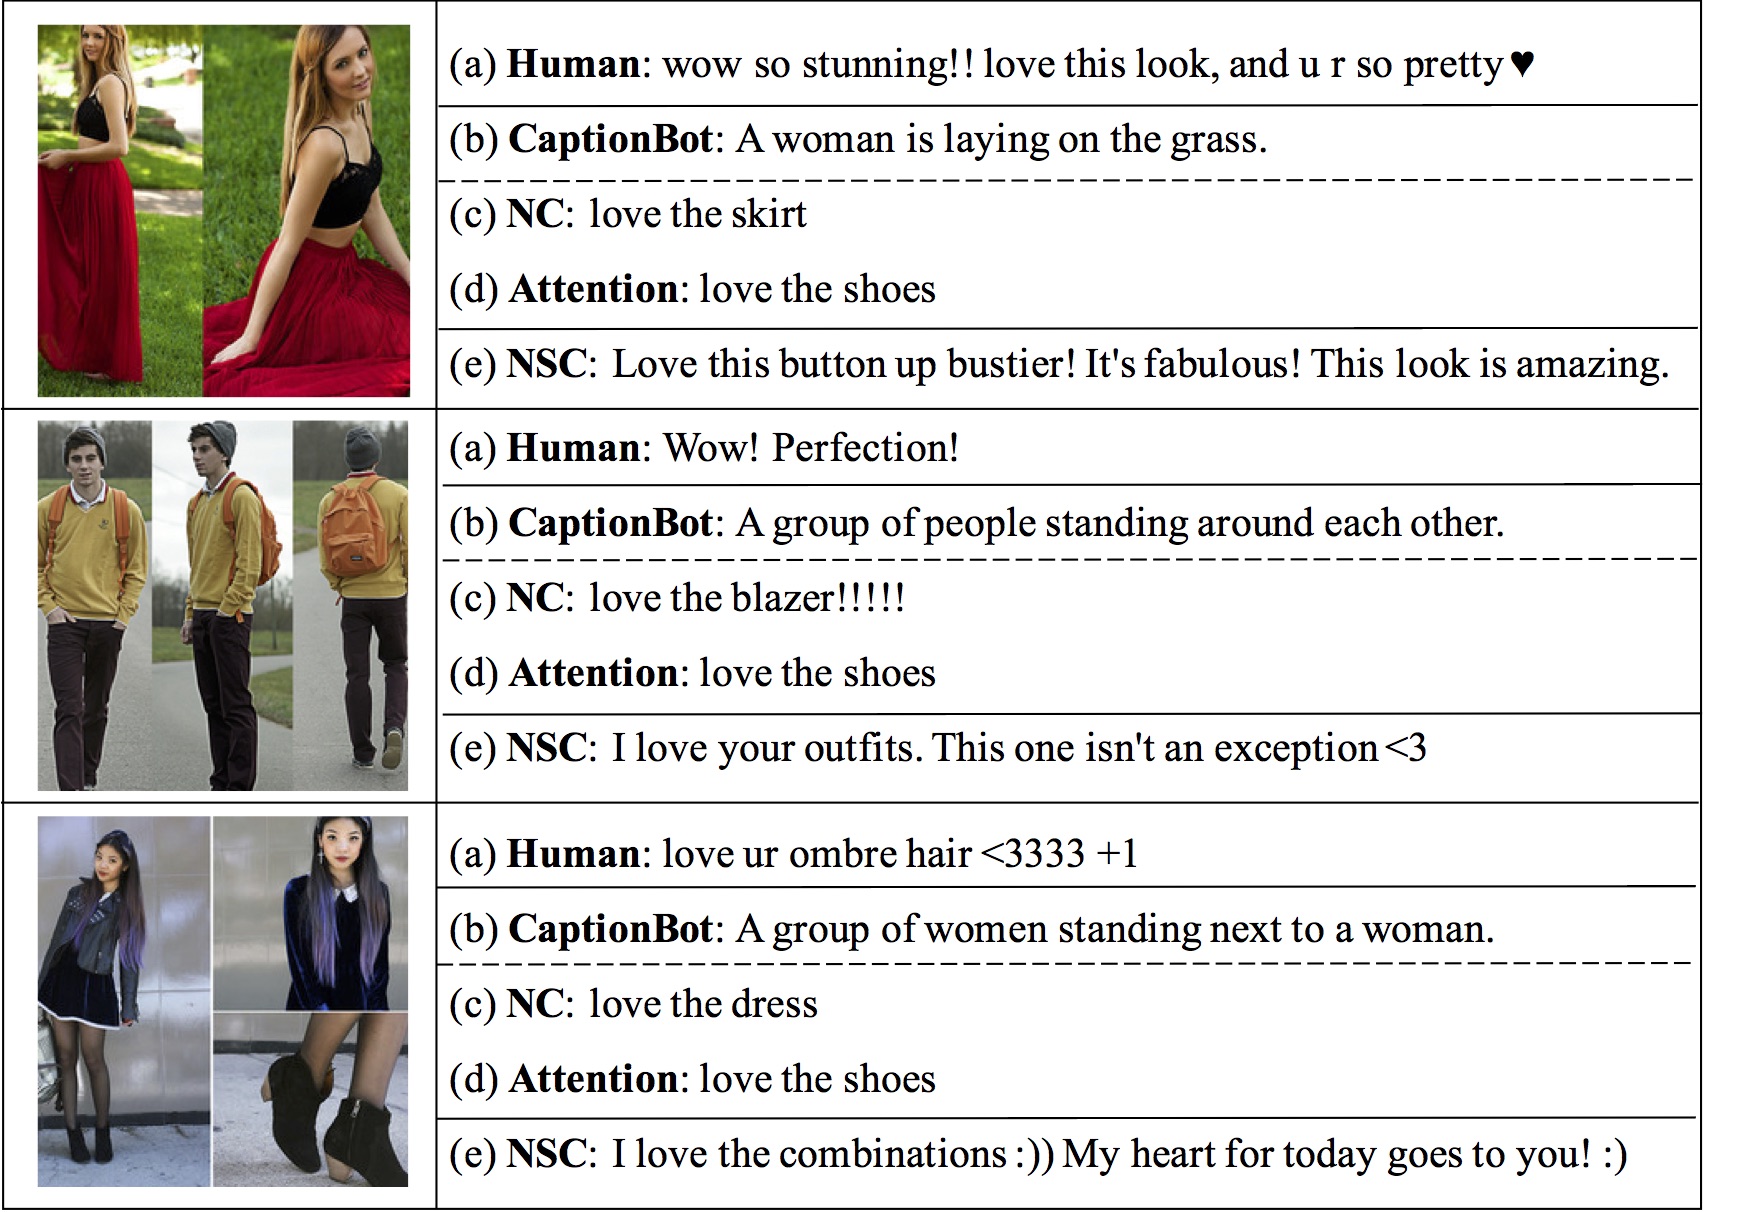 (a) Human: wow so stunning!! love this look, and u r so pretty♥
(b) CaptionBot: A woman is laying on the grass.
(c) NC: love the skirt
(d) Attention: love the shoes
(e) NSC: Love this button up bustier! It's fabulous! This look is amazing.
(a) Human: Wow! Perfection!
(b) CaptionBot: A group of people standing around each other.
(c) NC: love the blazer!!!!!
(d) Attention: love the shoes
(e) NSC: I love your outfits. This one isn't an exception <3
(a) Human: love ur ombre hair <3333 +1
(b) CaptionBot: A group of women standing next to a woman.
(c) NC: love the dress
(d) Attention: love the shoes
(e) NSC: I love the combinations :)) My heart for today goes to you! :)